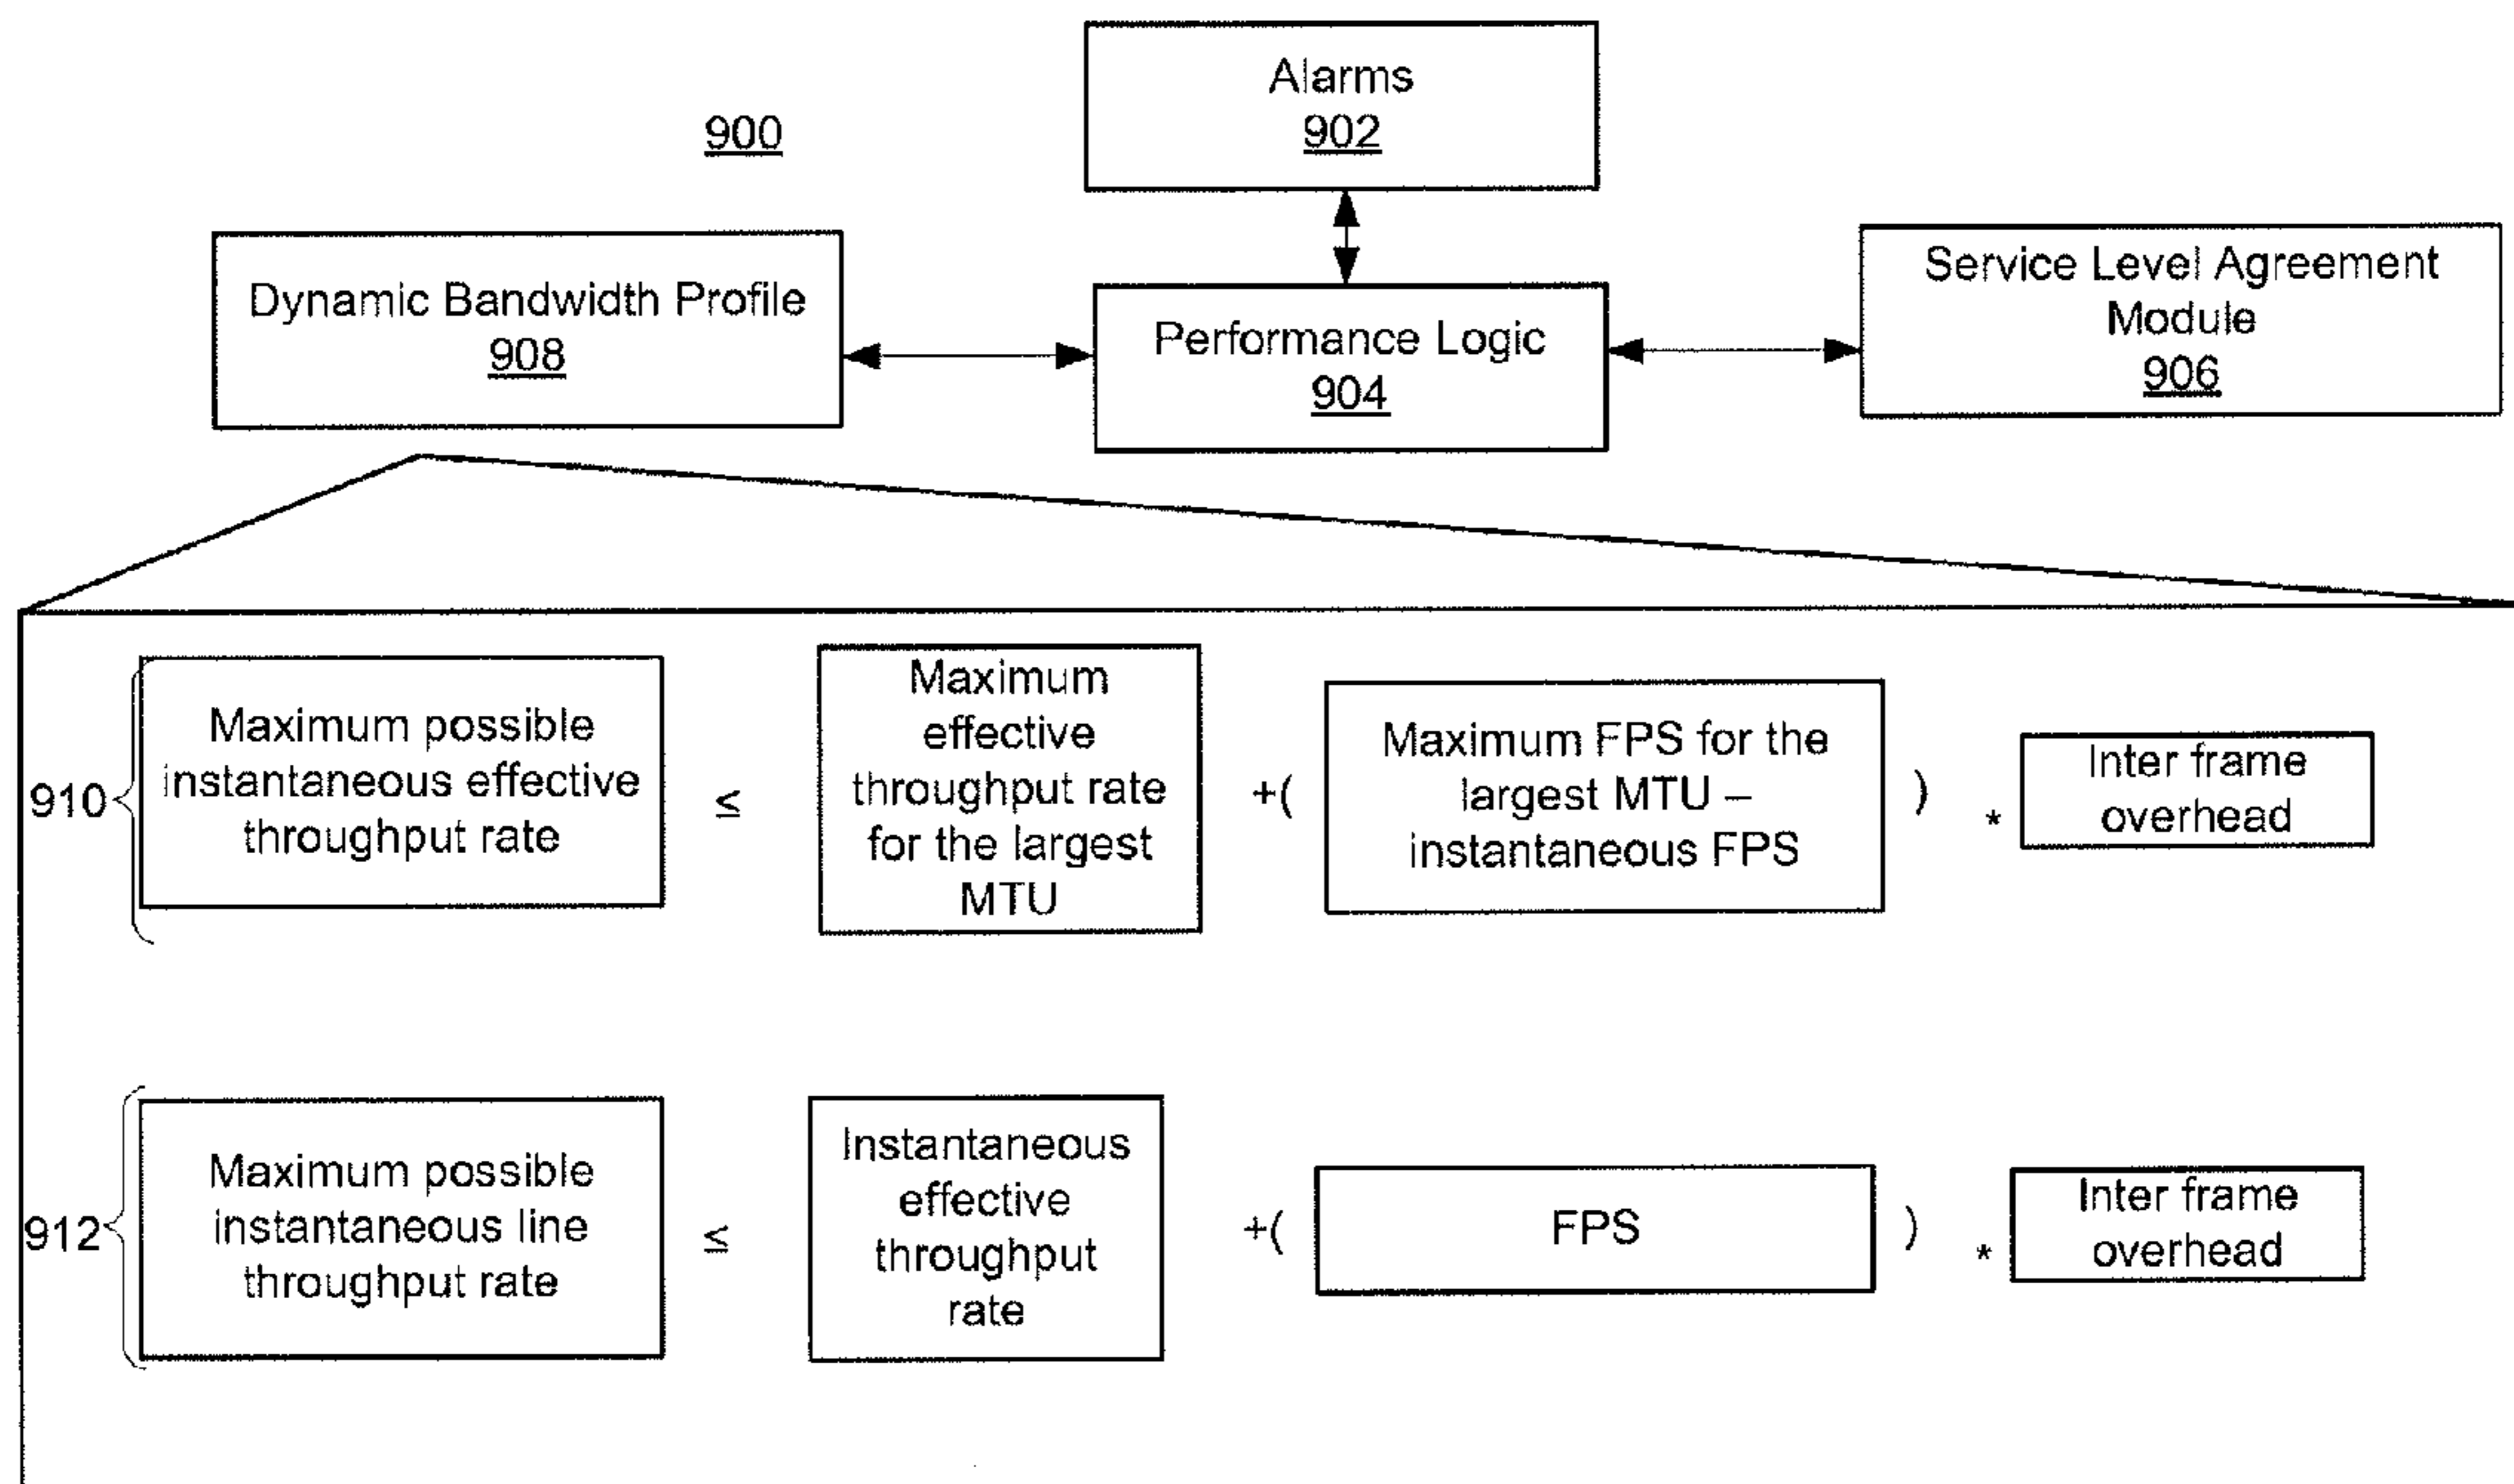 Alarms
902
900
Dynamic Bandwidth Profile
908
Performance Logic
904
Service Level Agreement
Module
906
910
Maximum possible
instantaneous effective
throughput rate
≤
Maximum
effective
throughput rate
for the largest
MTU
+(
Maximum FPS for the
largest MTU –
instantaneous FPS
)
*
Inter frame
overhead
912
Maximum possible
instantaneous line
throughput rate
≤
Instantaneous
effective
throughput
rate
+(
FPS
)
*
Inter frame
overhead